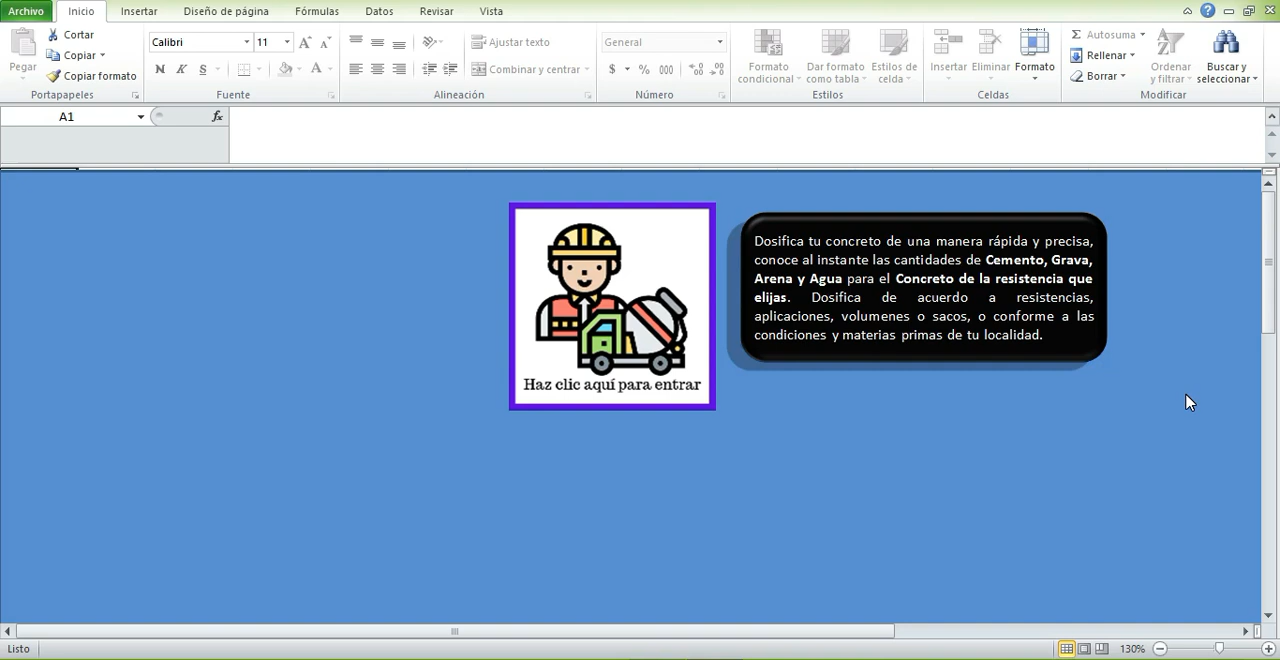 Archivo Inicio Insertar Diseño de página Fórmulas Datos Revisar Vista
Pegar
Cortar
Copiar
Copiar formato
Portapapeles
Calibri 11
N K S A
Fuente
Ajustar texto
Combinar y centrar
Alineación
General
$ % 000
Número
Formato condicional
Dar formato como tabla
Estilos de celda
Estilos
Insertar Eliminar Formato
Celdas
Autosuma
Rellenar
Borrar
Ordenar y filtrar
Buscar y seleccionar
Modificar
A1 fx
Haz clic aquí para entrar
Dosifica tu concreto de una manera rápida y precisa,
conoce al instante las cantidades de Cemento, Grava,
Arena y Agua para el Concreto de la resistencia que
elijas. Dosifica de acuerdo a resistencias,
aplicaciones, volumenes o sacos, o conforme a las
condiciones y materias primas de tu localidad.
Listo 130%